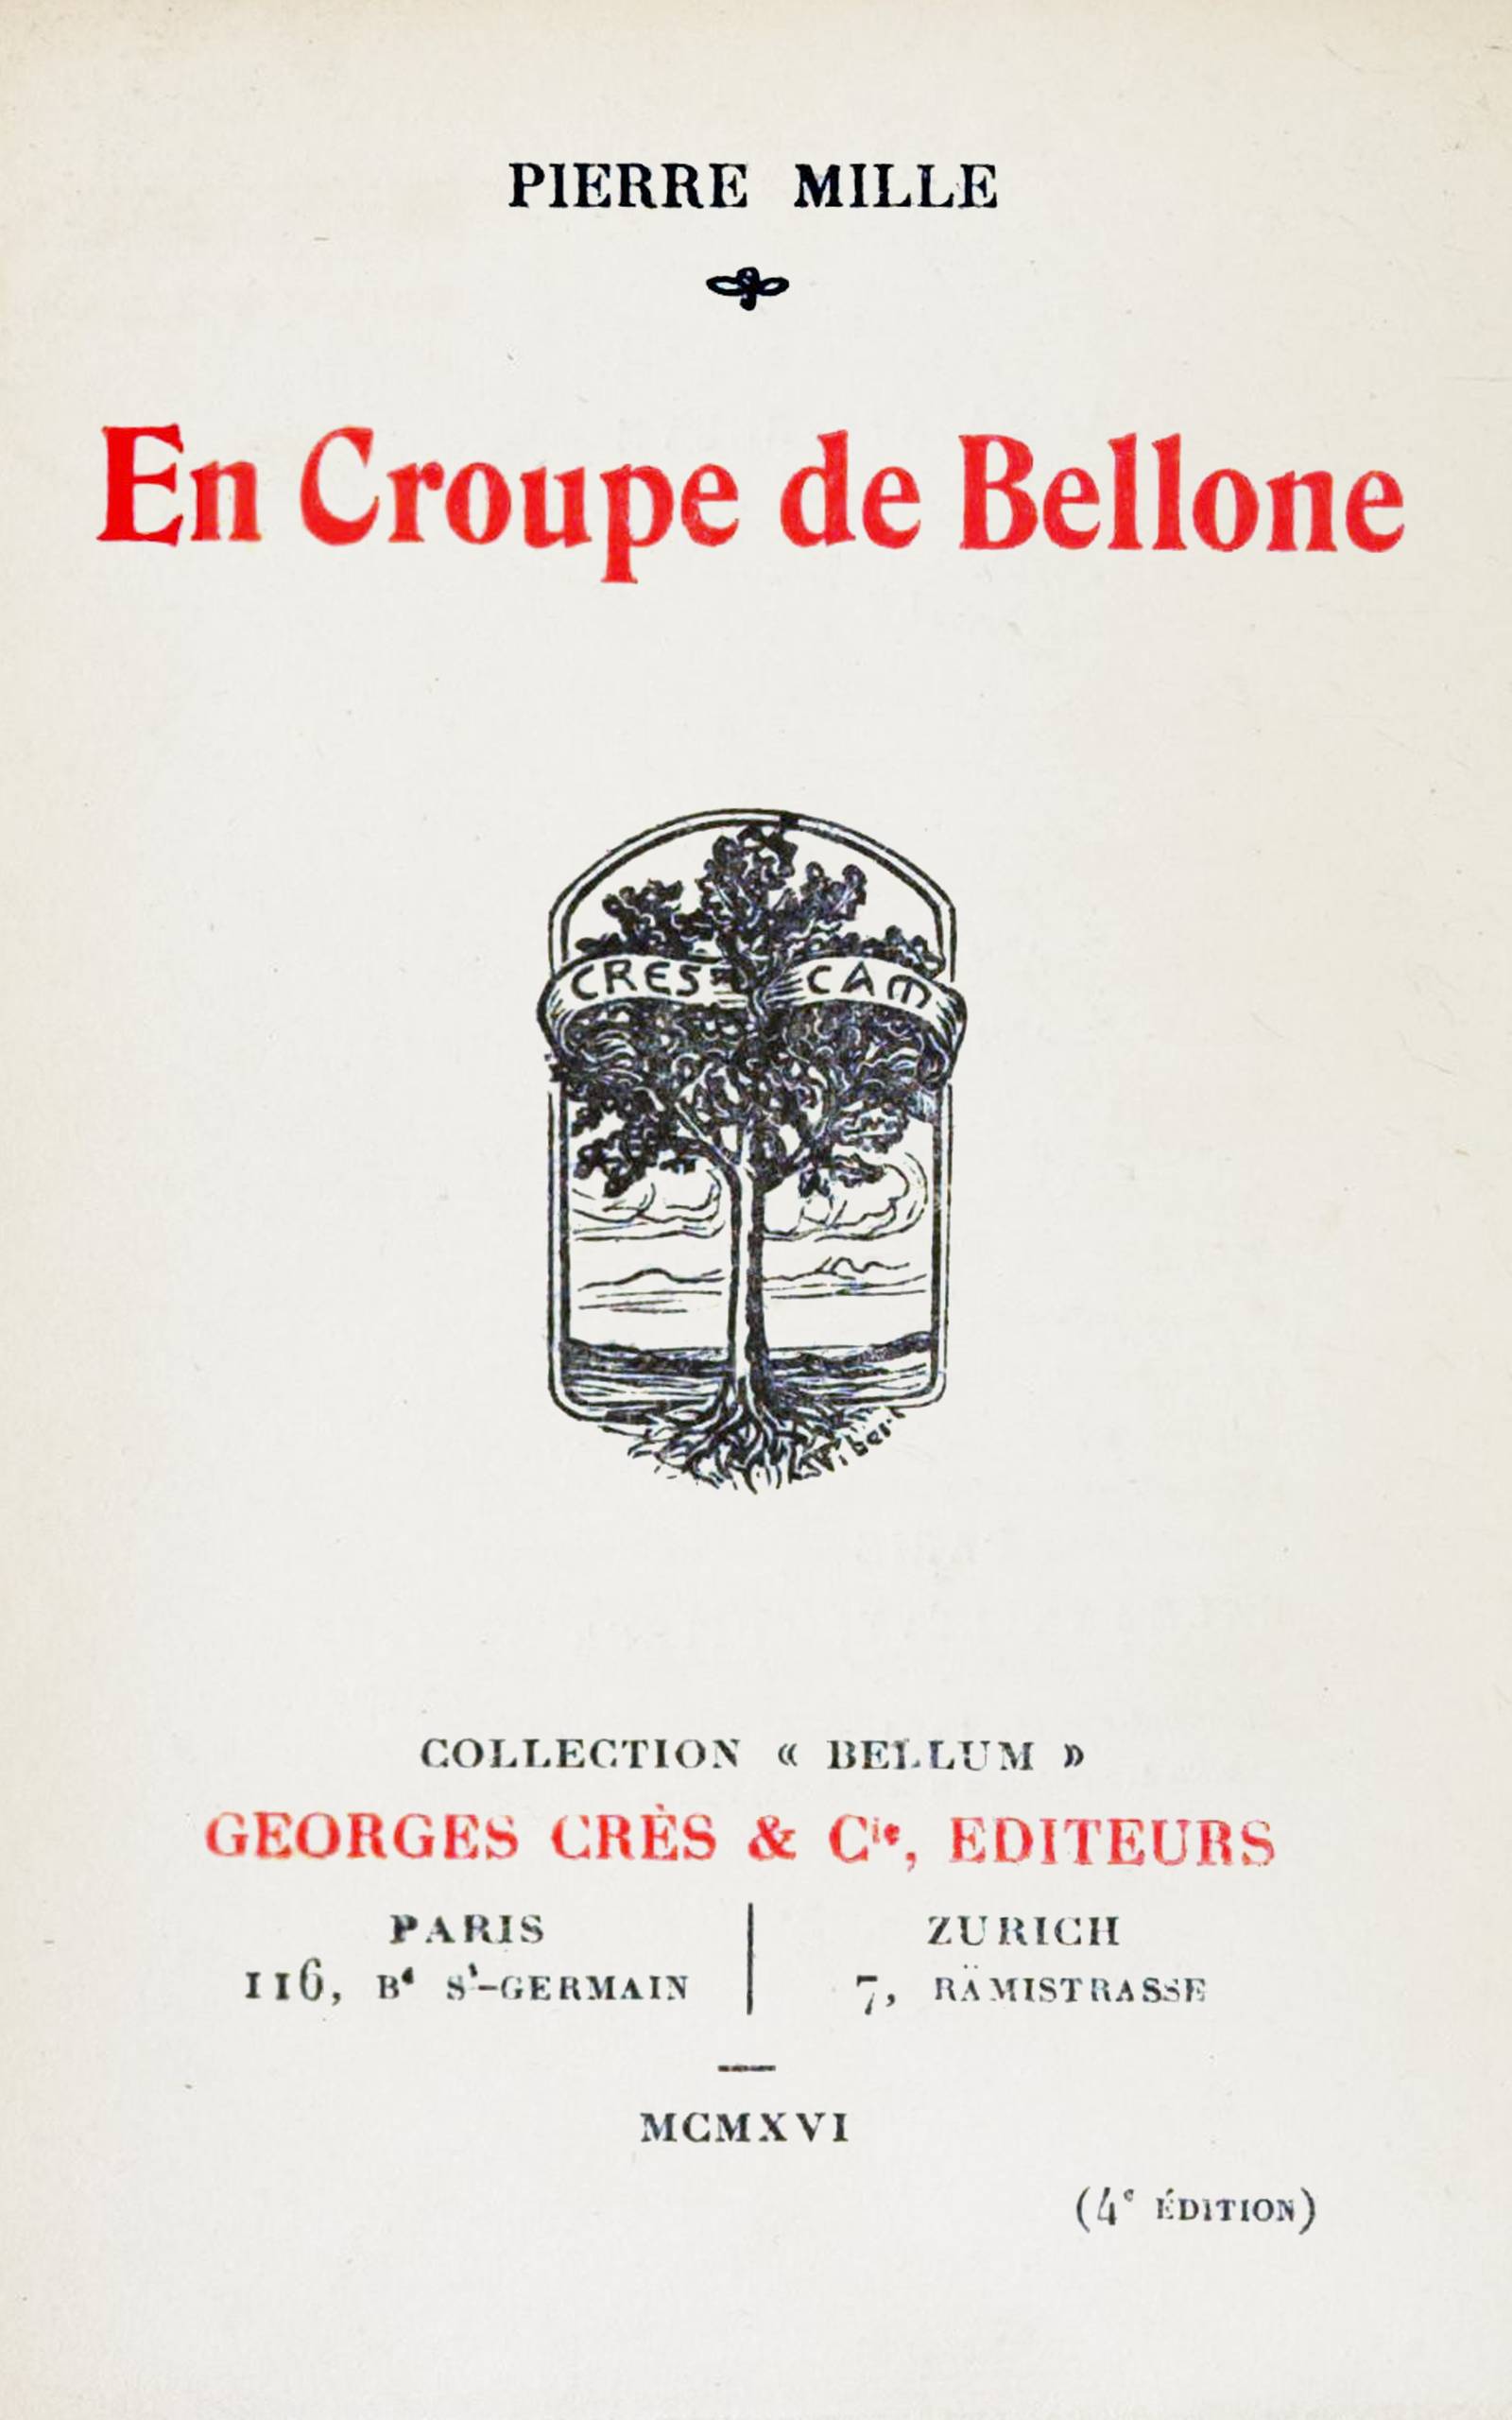 PIERRE MILLE
En Croupe de Bellone
CRES CAM
Vibert
COLLECTION « BELLUM »
GEORGES CRÈS & Cie, EDITEURS
PARIS
116, Bd St-GERMAIN
ZURICH
7, RÄMISTRASSE
MCMXVI
(4e ÉDITION)